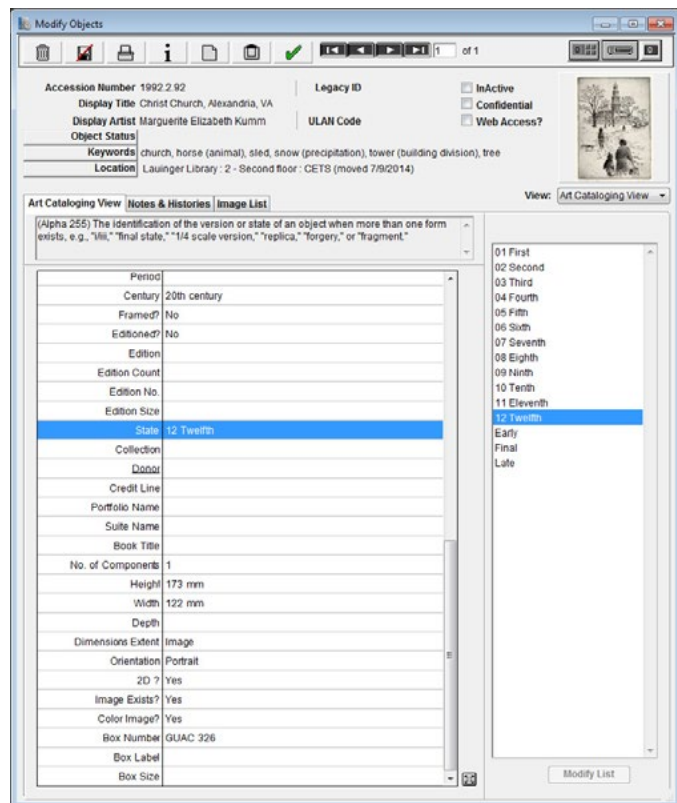 Modify Objects
1 of 1
Accession Number 1992.2.92 Legacy ID InActive
Display Title Christ Church, Alexandria, VA Confidential
Display Artist Marguerite Elizabeth Kumm ULAN Code Web Access?
Object Status
Keywords church, horse (animal), sled, snow (precipitation), tower (building division), tree
Location Lauinger Library : 2 - Second floor : CETS (moved 7/9/2014)
View: Art Cataloging View
Art Cataloging View Notes & Histories Image List
(Alpha 255) The identification of the version or state of an object when more than one form
exists, e.g., "i/iii," "final state," "1/4 scale version," "replica," "forgery," or "fragment."
Period
Century 20th century
Framed? No
Editioned? No
Edition
Edition Count
Edition No.
Edition Size
State 12 Twelfth
Collection
Donor
Credit Line
Portfolio Name
Suite Name
Book Title
No. of Components 1
Height 173 mm
Width 122 mm
Depth
Dimensions Extent Image
Orientation Portrait
2D ? Yes
Image Exists? Yes
Color Image? Yes
Box Number GUAC 326
Box Label
Box Size
01 First
02 Second
03 Third
04 Fourth
05 Fifth
06 Sixth
07 Seventh
08 Eighth
09 Ninth
10 Tenth
11 Eleventh
12 Twelfth
Early
Final
Late
Modify List